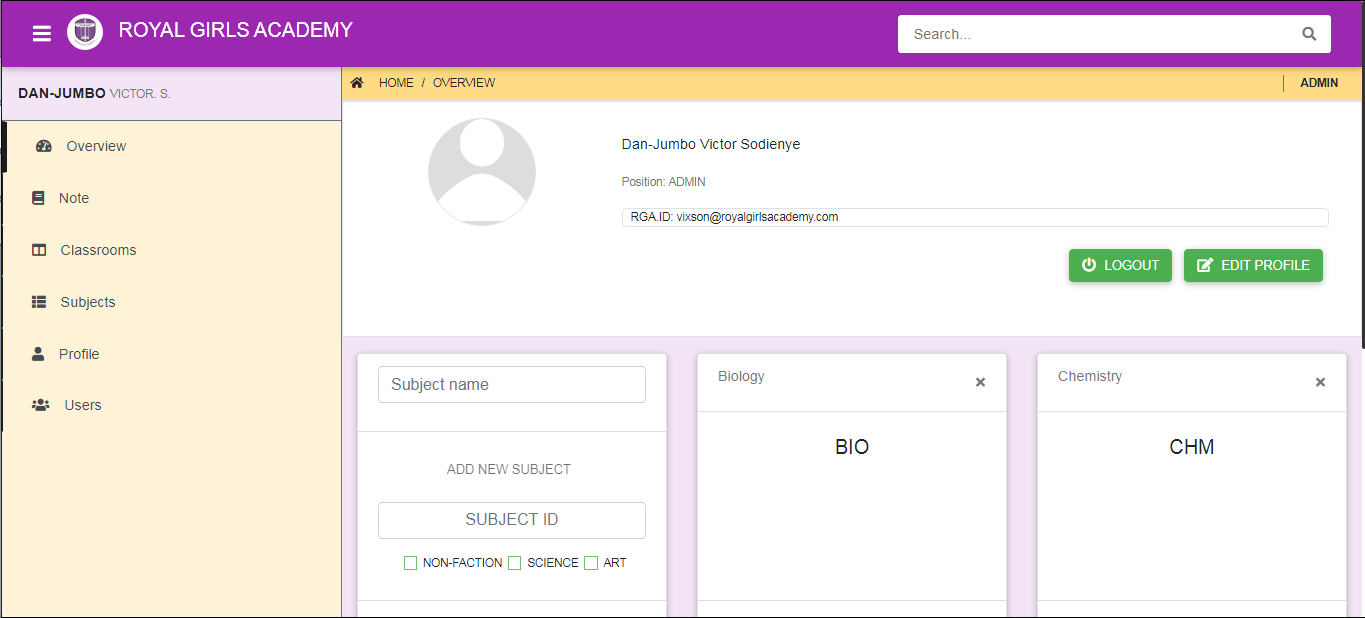 ROYAL GIRLS ACADEMY
Search...
DAN-JUMBO VICTOR. S.
HOME / OVERVIEW
ADMIN
Overview
Note
Classrooms
Subjects
Profile
Users
Dan-Jumbo Victor Sodienye
Position: ADMIN
RGA.ID: vixson@royalgirlsacademy.com
LOGOUT
EDIT PROFILE
Subject name
ADD NEW SUBJECT
SUBJECT ID
NON-FACTION SCIENCE ART
Biology
BIO
Chemistry
CHM